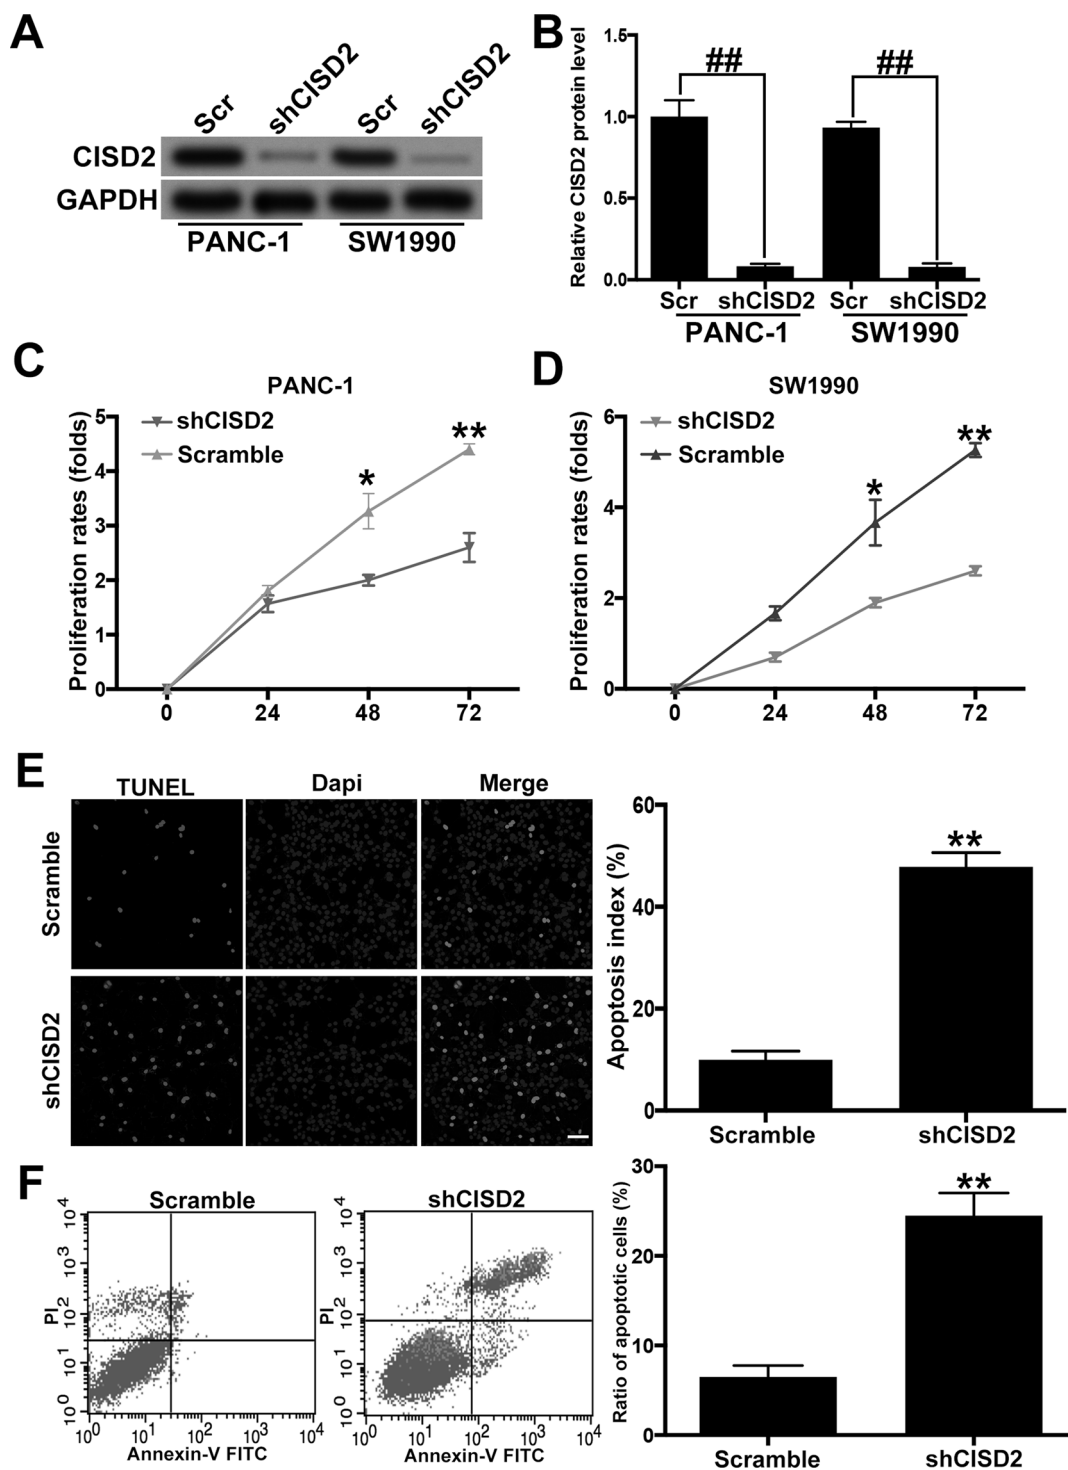 A
Scr
shCISD2
Scr
shCISD2
CISD2
GAPDH
PANC-1
SW1990
B
Relative CISD2 protein level
1.5
1.0
0.5
0.0
##
##
Scr
shCISD2
Scr
shCISD2
PANC-1
SW1990
C
PANC-1
Proliferation rates (folds)
shCISD2
Scramble
5
4
3
2
1
0
*
**
0 24 48 72
D
SW1990
Proliferation rates (folds)
shCISD2
Scramble
6
4
2
0
*
**
0 24 48 72
E
TUNEL
Dapi
Merge
Scramble
shCISD2
Apoptosis index (%)
60
40
20
0
**
Scramble
shCISD2
F
Scramble
PI
10^4
10^3
10^2
10^1
10^0
10^0 10^1 10^2 10^3 10^4
Annexin-V FITC
shCISD2
PI
10^4
10^3
10^2
10^1
10^0
10^0 10^1 10^2 10^3 10^4
Annexin-V FITC
Ratio of apoptotic cells (%)
30
20
10
0
**
Scramble
shCISD2